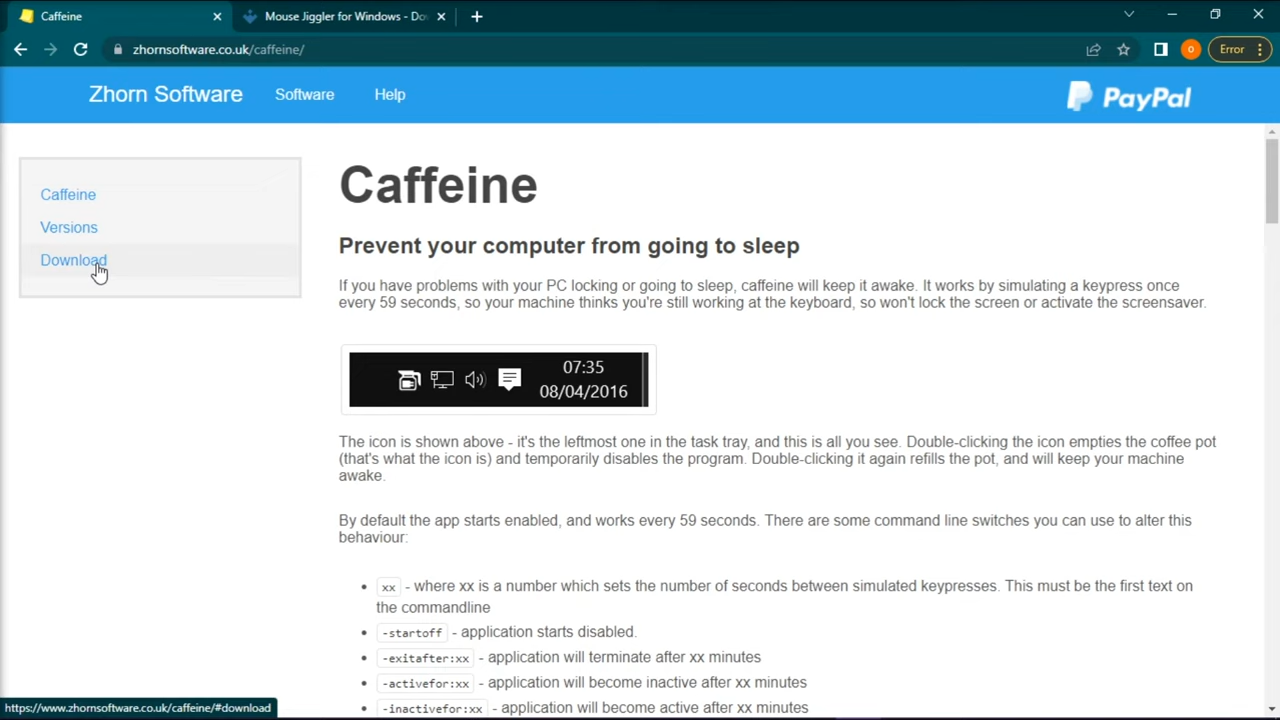 Caffeine
Mouse Jiggler for Windows - Do
zhornsoftware.co.uk/caffeine/
Error
Zhorn Software
Software
Help
PayPal
Caffeine
Versions
Download
Caffeine
Prevent your computer from going to sleep
If you have problems with your PC locking or going to sleep, caffeine will keep it awake. It works by simulating a keypress once
every 59 seconds, so your machine thinks you're still working at the keyboard, so won't lock the screen or activate the screensaver.
07:35
08/04/2016
The icon is shown above - it's the leftmost one in the task tray, and this is all you see. Double-clicking the icon empties the coffee pot
(that's what the icon is) and temporarily disables the program. Double-clicking it again refills the pot, and will keep your machine
awake.
By default the app starts enabled, and works every 59 seconds. There are some command line switches you can use to alter this
behaviour:
xx - where xx is a number which sets the number of seconds between simulated keypresses. This must be the first text on
the commandline
-startoff - application starts disabled.
-exitafter:xx - application will terminate after xx minutes
-activefor:xx - application will become inactive after xx minutes
-inactivefor:xx - application will become active after xx minutes
https://www.zhornsoftware.co.uk/caffeine/#download